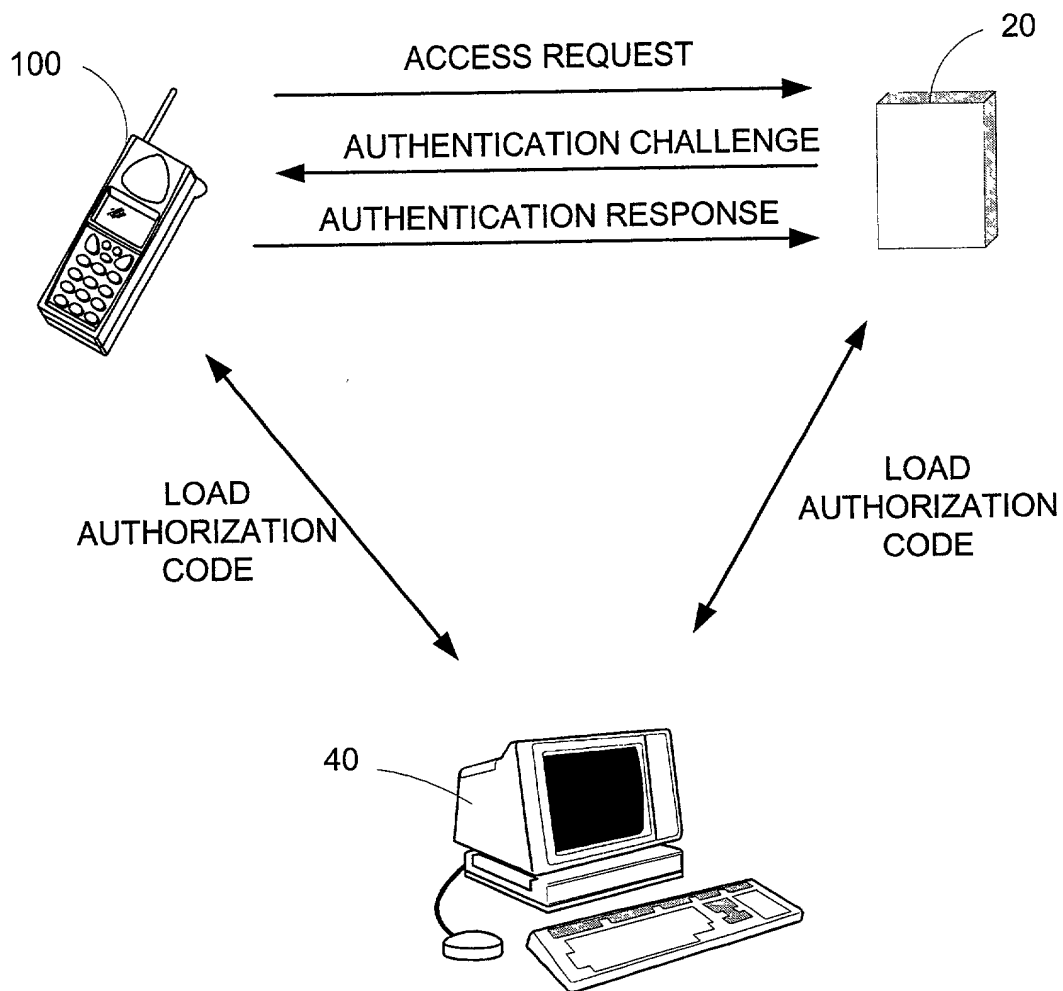 20
100
ACCESS REQUEST
AUTHENTICATION CHALLENGE
AUTHENTICATION RESPONSE
LOAD
AUTHORIZATION
CODE
LOAD
AUTHORIZATION
CODE
40